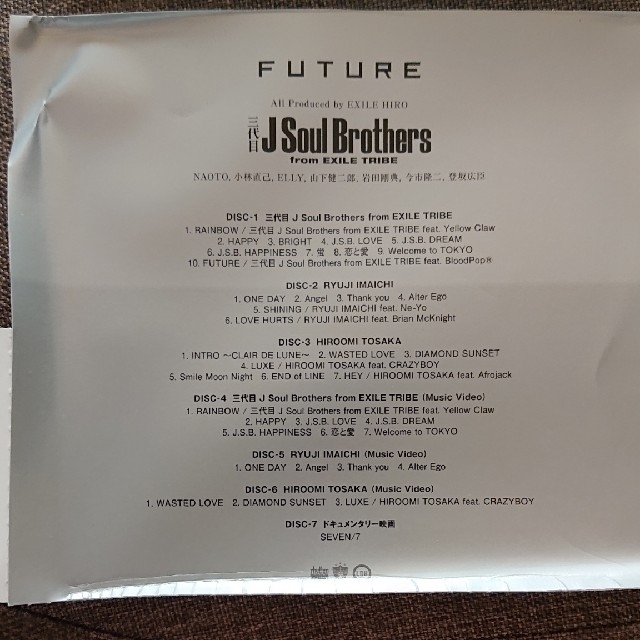 FUTURE
All Produced by EXILE HIRO
三代目 J Soul Brothers
from EXILE TRIBE
NAOTO, 小林直己, ELLY, 山下健二郎, 岩田剛典, 今市隆二, 登坂広臣
DISC-1 三代目 J Soul Brothers from EXILE TRIBE
1. RAINBOW / 三代目 J Soul Brothers from EXILE TRIBE feat. Yellow Claw
2. HAPPY 3. BRIGHT 4. J.S.B. LOVE 5. J.S.B. DREAM
6. J.S.B. HAPPINESS 7. 蛍 8. 恋と愛 9. Welcome to TOKYO
10. FUTURE / 三代目 J Soul Brothers from EXILE TRIBE feat. BloodPop®
DISC-2 RYUJI IMAICHI
1. ONE DAY 2. Angel 3. Thank you 4. Alter Ego
5. SHINING / RYUJI IMAICHI feat. Ne-Yo
6. LOVE HURTS / RYUJI IMAICHI feat. Brian McKnight
DISC-3 HIROOMI TOSAKA
1. INTRO ～CLAIR DE LUNE～ 2. WASTED LOVE 3. DIAMOND SUNSET
4. LUXE / HIROOMI TOSAKA feat. CRAZYBOY
5. Smile Moon Night 6. END of LINE 7. HEY / HIROOMI TOSAKA feat. Afrojack
DISC-4 三代目 J Soul Brothers from EXILE TRIBE (Music Video)
1. RAINBOW / 三代目 J Soul Brothers from EXILE TRIBE feat. Yellow Claw
2. HAPPY 3. J.S.B. LOVE 4. J.S.B. DREAM
5. J.S.B. HAPPINESS 6. 恋と愛 7. Welcome to TOKYO
DISC-5 RYUJI IMAICHI (Music Video)
1. ONE DAY 2. Angel 3. Thank you 4. Alter Ego
DISC-6 HIROOMI TOSAKA (Music Video)
1. WASTED LOVE 2. DIAMOND SUNSET 3. LUXE / HIROOMI TOSAKA feat. CRAZYBOY
DISC-7 ドキュメンタリー映画
SEVEN/7